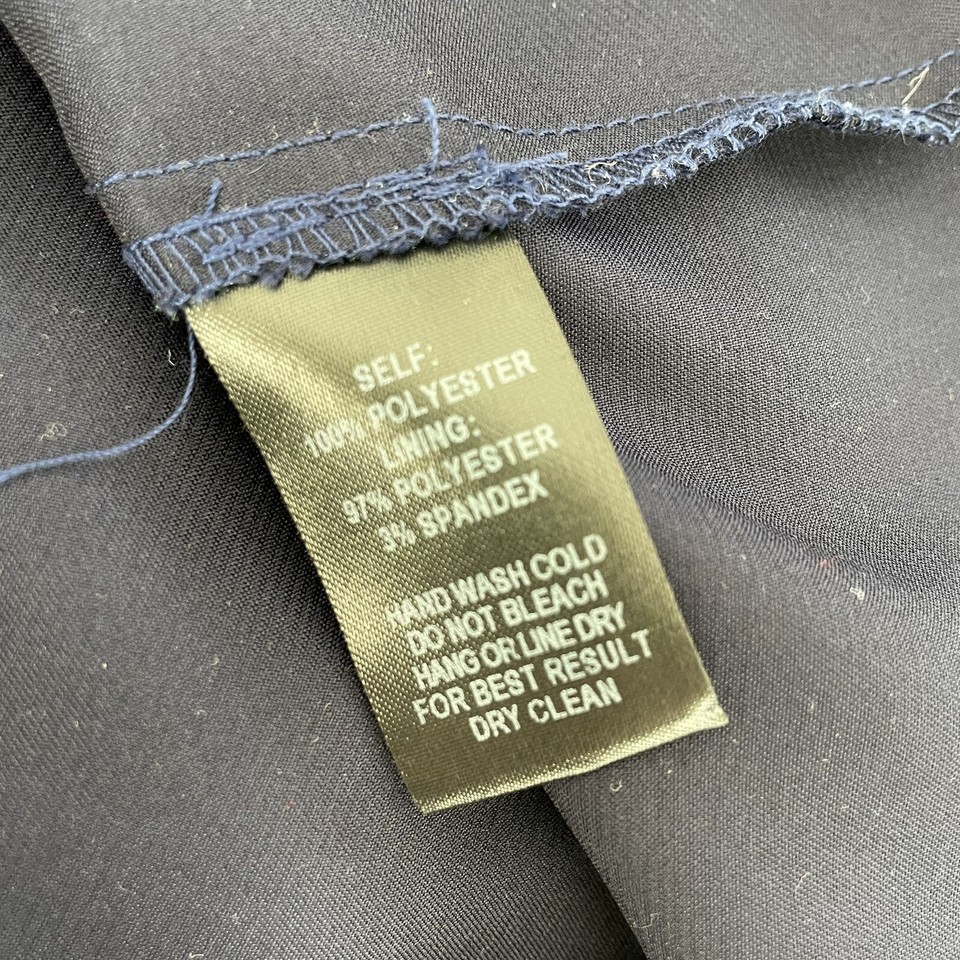 SELF:
100% POLYESTER
LINING:
97% POLYESTER
3% SPANDEX
HAND WASH COLD
DO NOT BLEACH
HANG OR LINE DRY
FOR BEST RESULT
DRY CLEAN